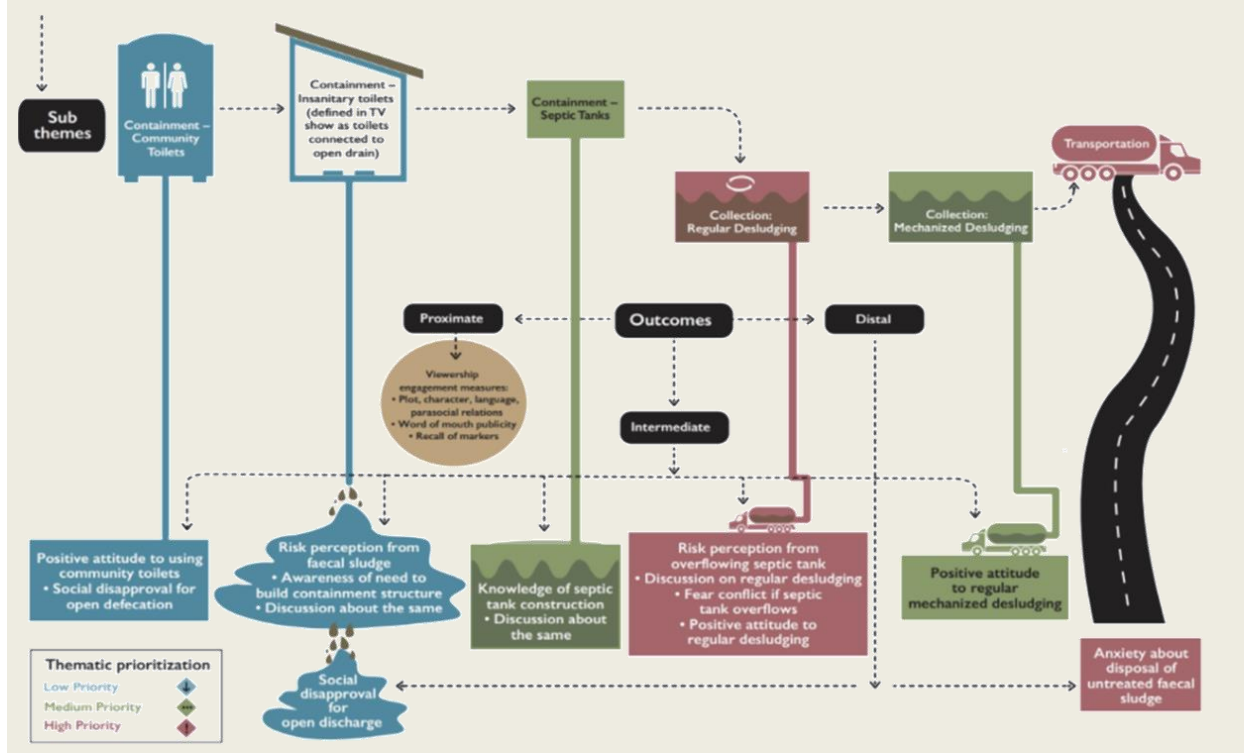 Sub
themes
Containment –
Community
Toilets
Containment –
Insanitary toilets
(defined in TV
show as toilets
connected to
open drain)
Containment –
Septic Tanks
Collection:
Regular Desludging
Collection:
Mechanized Desludging
Transportation
Proximate
Outcomes
Distal
Viewership
engagement measures:
• Plot, character, language,
parasocial relations
• Word of mouth publicity
• Recall of markers
Intermediate
Positive attitude to using
community toilets
• Social disapproval for
open defecation
Risk perception from
faecal sludge
• Awareness of need to
build containment structure
• Discussion about the same
Knowledge of septic
tank construction
• Discussion about
the same
Risk perception from
overflowing septic tank
• Discussion on regular desludging
• Fear conflict if septic
tank overflows
• Positive attitude to
regular desludging
Positive attitude
to regular
mechanized desludging
Social
disapproval
for
open discharge
Anxiety about
disposal of
untreated faecal
sludge
Thematic prioritization
Low Priority
Medium Priority
High Priority